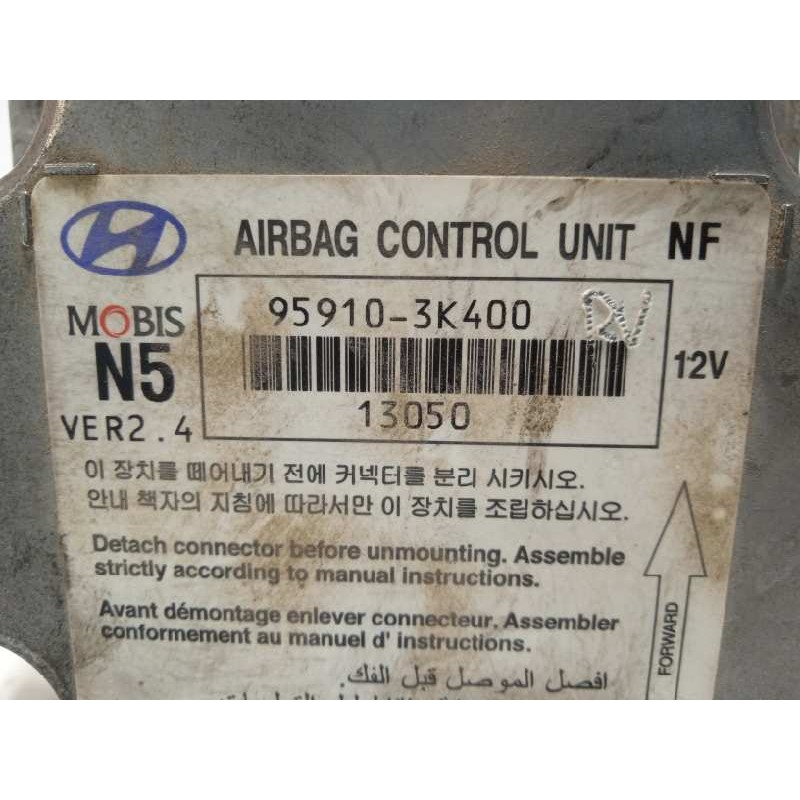 AIRBAG CONTROL UNIT NF
MOBIS
95910-3K400
N5
12V
VER2.4
13050
이 장치를 떼어내기 전에 커넥터를 분리 시키시오.
안내 책자의 지침에 따라서만 이 장치를 조립하십시오.
Detach connector before unmounting. Assemble
strictly according to manual instructions.
FORWARD
Avant démontage enlever connecteur. Assembler
conformement au manuel d' instructions.
افصل الموصل قبل الفك.